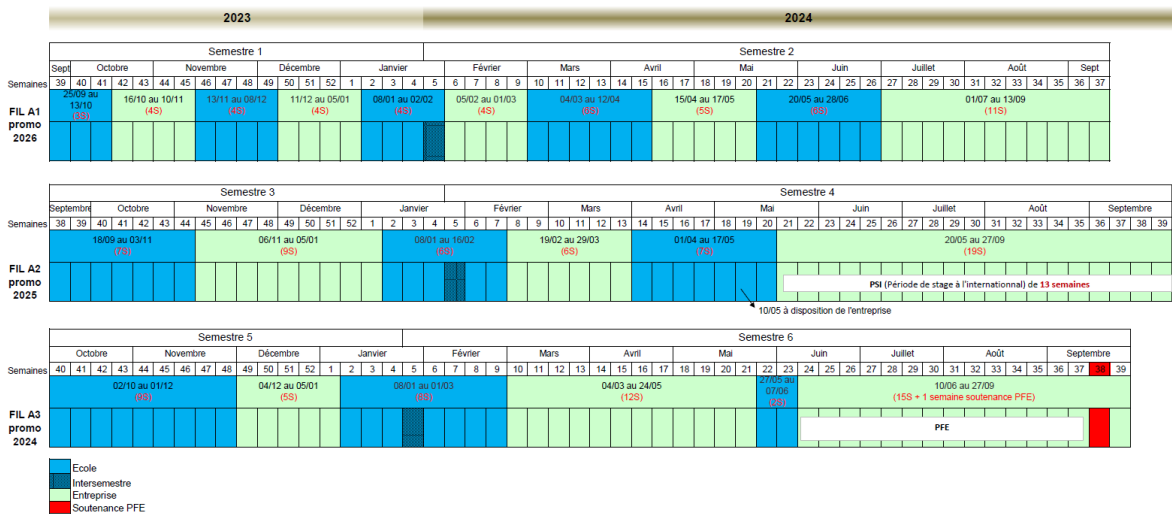 2023 2024
Semestre 1 Semestre 2
Sept Octobre Novembre Décembre Janvier Février Mars Avril Mai Juin Juillet Août Sept
Semaines 39 40 41 42 43 44 45 46 47 48 49 50 51 52 1 2 3 4 5 6 7 8 9 10 11 12 13 14 15 16 17 18 19 20 21 22 23 24 25 26 27 28 29 30 31 32 33 34 35 36 37
FIL A1 promo 2026
25/09 au 13/10 (3S)
16/10 au 10/11 (4S)
13/11 au 08/12 (4S)
11/12 au 05/01 (4S)
08/01 au 02/02 (4S)
05/02 au 01/03 (4S)
04/03 au 12/04 (6S)
15/04 au 17/05 (5S)
20/05 au 28/06 (6S)
01/07 au 13/09 (11S)
Semestre 3 Semestre 4
Septembre Octobre Novembre Décembre Janvier Février Mars Avril Mai Juin Juillet Août Septembre
Semaines 38 39 40 41 42 43 44 45 46 47 48 49 50 51 52 1 2 3 4 5 6 7 8 9 10 11 12 13 14 15 16 17 18 19 20 21 22 23 24 25 26 27 28 29 30 31 32 33 34 35 36 37 38 39
FIL A2 promo 2025
18/09 au 03/11 (7S)
06/11 au 05/01 (9S)
08/01 au 16/02 (6S)
19/02 au 29/03 (6S)
01/04 au 17/05 (7S)
20/05 au 27/09 (19S)
PSI (Période de stage à l'internationnal) de 13 semaines
10/05 à disposition de l'entreprise
Semestre 5 Semestre 6
Octobre Novembre Décembre Janvier Février Mars Avril Mai Juin Juillet Août Septembre
Semaines 40 41 42 43 44 45 46 47 48 49 50 51 52 1 2 3 4 5 6 7 8 9 10 11 12 13 14 15 16 17 18 19 20 21 22 23 24 25 26 27 28 29 30 31 32 33 34 35 36 37 38 39
FIL A3 promo 2024
02/10 au 01/12 (9S)
04/12 au 05/01 (5S)
08/01 au 01/03 (8S)
04/03 au 24/05 (12S)
27/05 au 07/06 (2S)
10/06 au 27/09
(15S + 1 semaine soutenance PFE)
PFE
Ecole
Intersemestre
Entreprise
Soutenance PFE